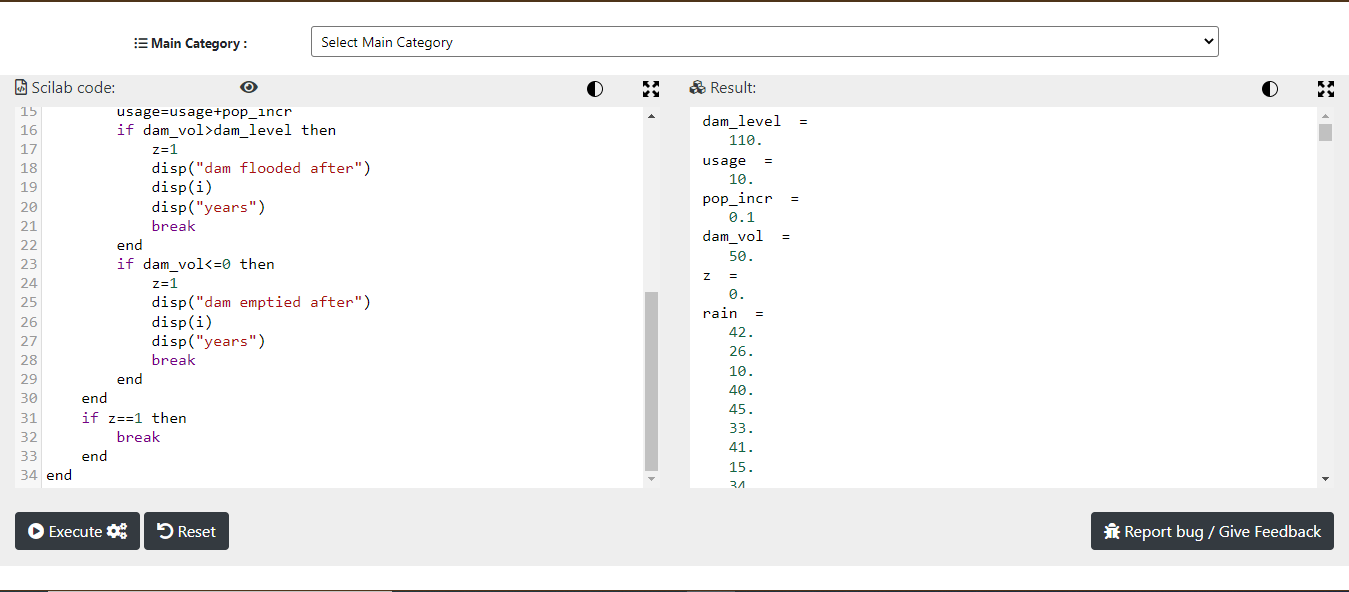 Main Category :
Select Main Category
Scilab code:
Result:
15 usage=usage+pop_incr
16 if dam_vol>dam_level then
17 z=1
18 disp("dam flooded after")
19 disp(i)
20 disp("years")
21 break
22 end
23 if dam_vol<=0 then
24 z=1
25 disp("dam emptied after")
26 disp(i)
27 disp("years")
28 break
29 end
30 end
31 if z==1 then
32 break
33 end
34 end
dam_level =
110.
usage =
10.
pop_incr =
0.1
dam_vol =
50.
z =
0.
rain =
42.
26.
10.
40.
45.
33.
41.
15.
34.
Execute
Reset
Report bug / Give Feedback